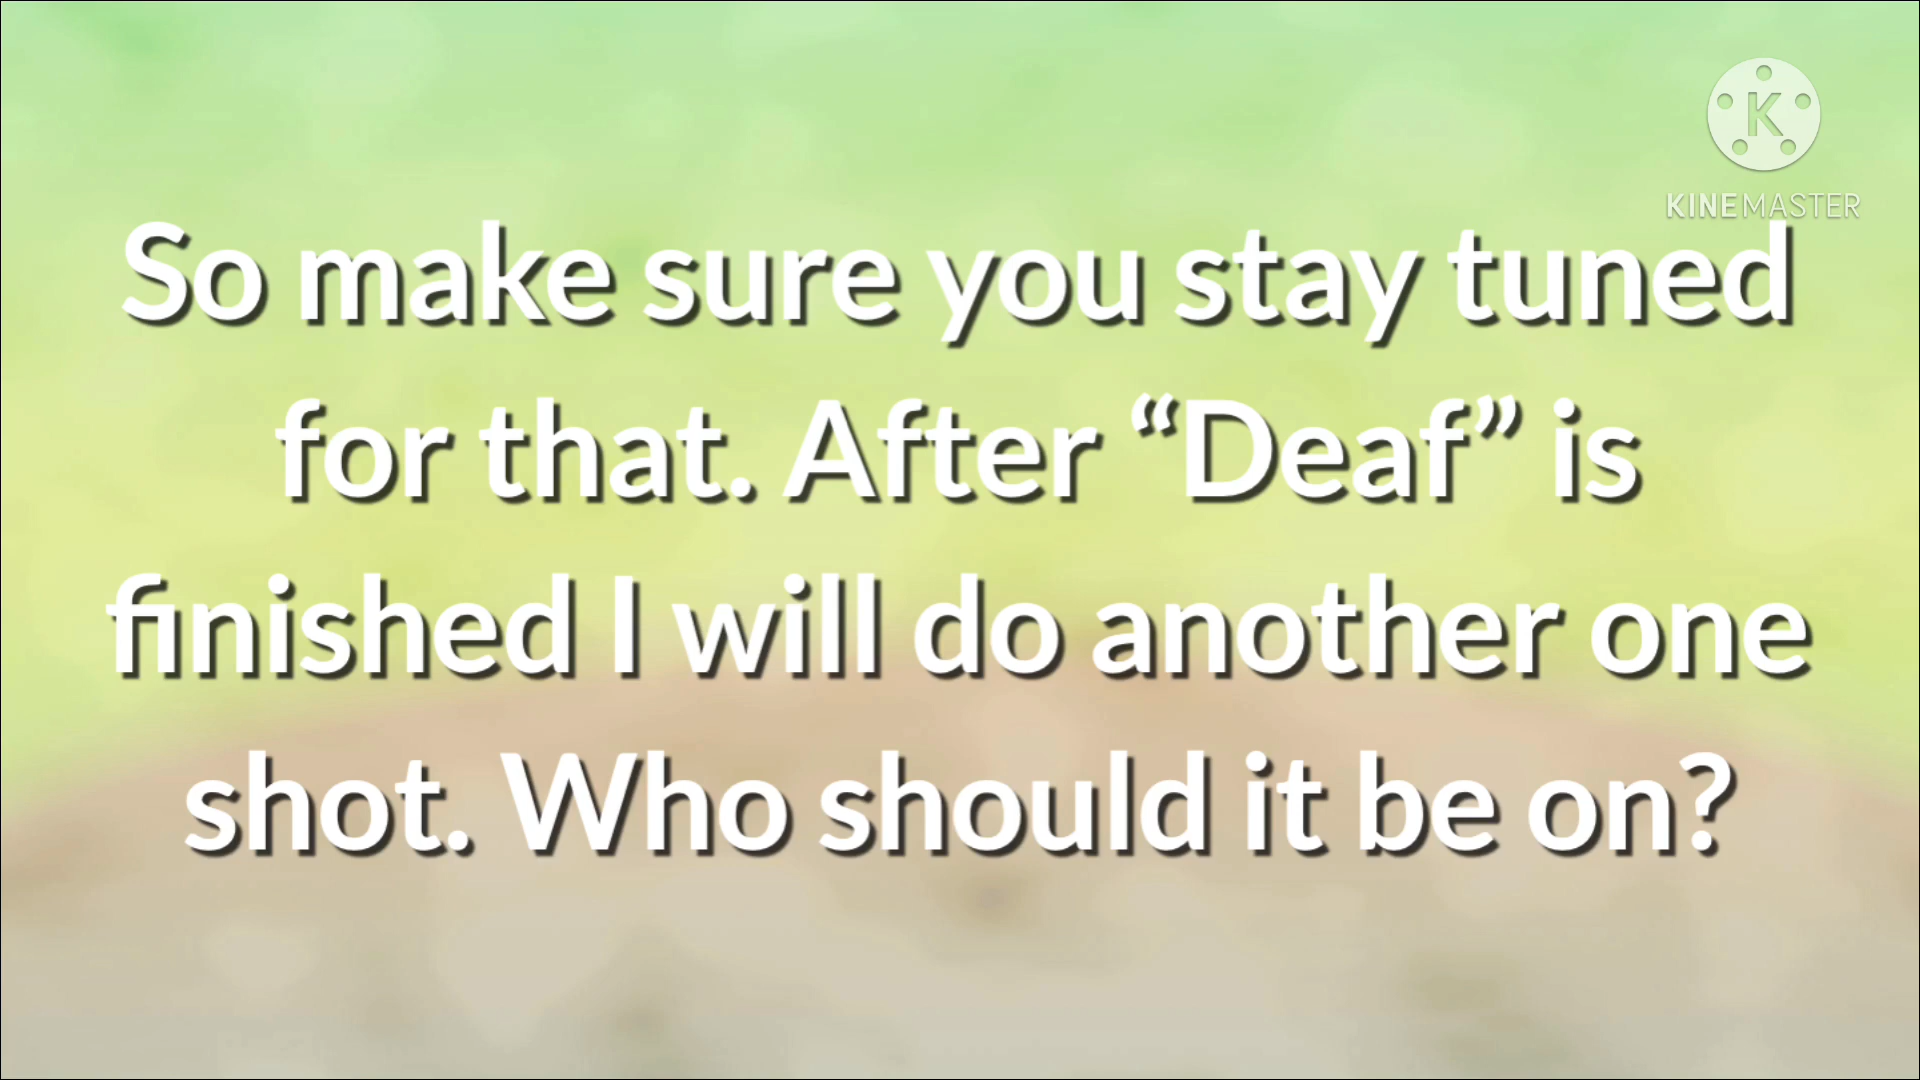 K
KINEMASTER
So make sure you stay tuned
for that. After “Deaf” is
finished I will do another one
shot. Who should it be on?